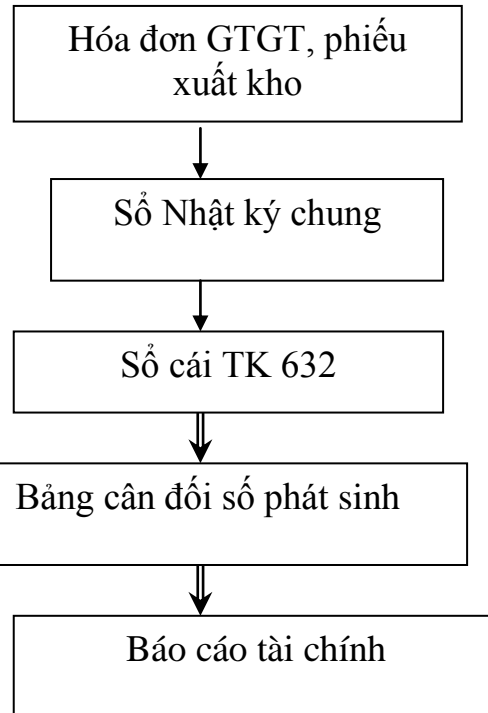 Hóa đơn GTGT, phiếu
xuất kho
Sổ Nhật ký chung
Sổ cái TK 632
Bảng cân đối số phát sinh
Báo cáo tài chính